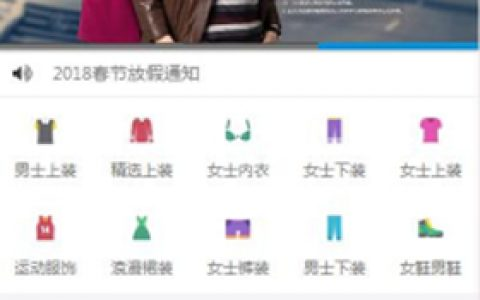 2018春节放假通知
男士上装 精选上装 女士内衣 女士下装 女士上装
运动服饰 浪漫裙装 女士裤装 男士下装 女鞋男鞋